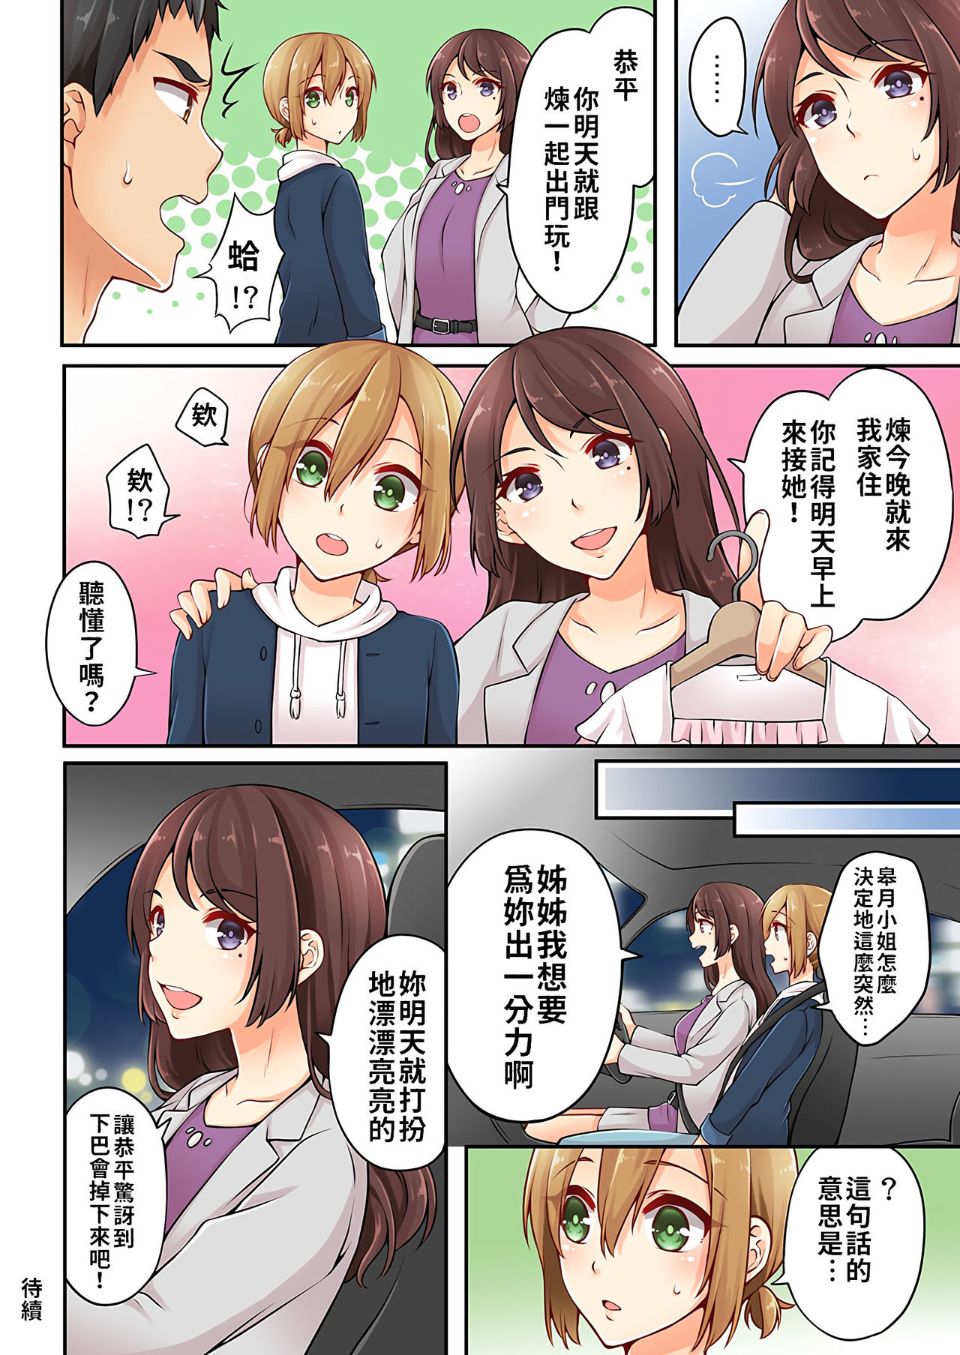 ……
恭平
你明天就跟
煉一起出門玩！
蛤
!?
煉今晚就來
我家住
你記得明天早上
來接她！
欸
欸
!?
聽懂了嗎？
皋月小姐怎麼
決定地這麼突然…
姊姊我想要
為妳出一分力啊
？
這句話的
意思是…
妳明天就打扮
地漂漂亮亮的
讓恭平驚訝到
下巴會掉下來吧！
待續